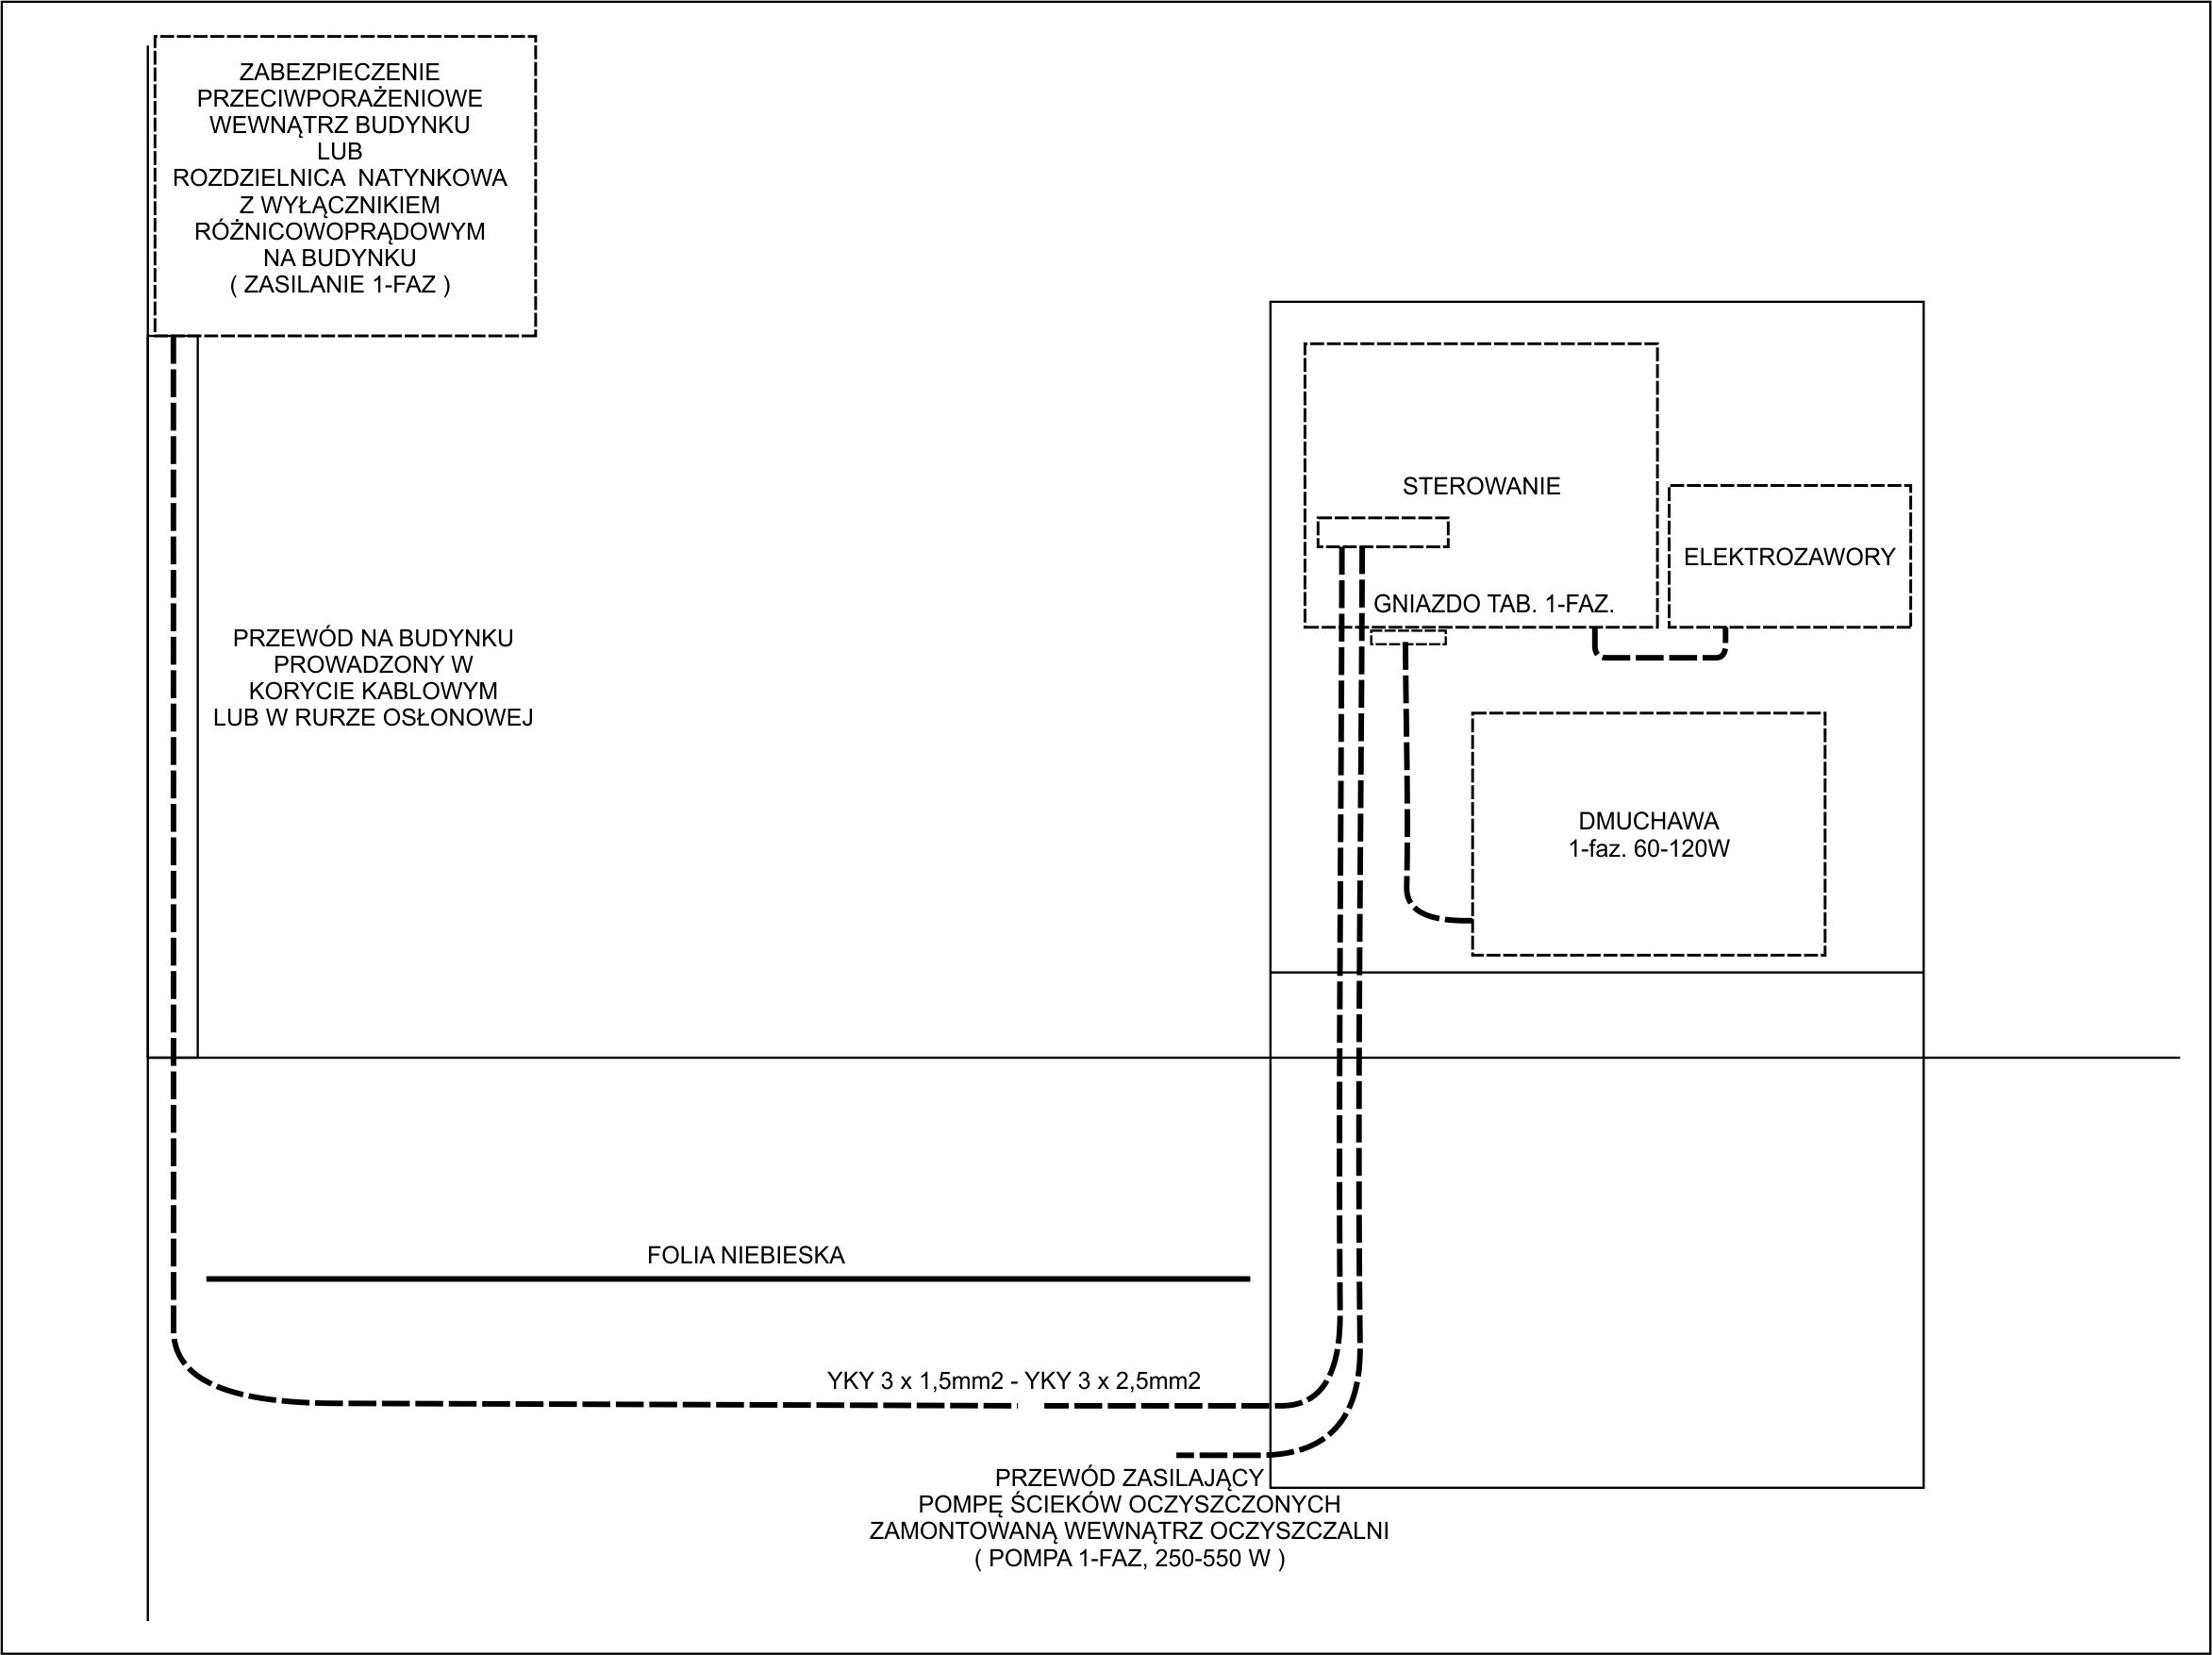 ZABEZPIECZENIE
PRZECIWPORAŻENIOWE
WEWNĄTRZ BUDYNKU
LUB
ROZDZIELNICA NATYNKOWA
Z WYŁĄCZNIKIEM
RÓŻNICOWOPRĄDOWYM
NA BUDYNKU
( ZASILANIE 1-FAZ )
STEROWANIE
ELEKTROZAWORY
GNIAZDO TAB. 1-FAZ.
PRZEWÓD NA BUDYNKU
PROWADZONY W
KORYCIE KABLOWYM
LUB W RURZE OSŁONOWEJ
DMUCHAWA
1-faz. 60-120W
FOLIA NIEBIESKA
YKY 3 x 1,5mm2 - YKY 3 x 2,5mm2
PRZEWÓD ZASILAJĄCY
POMPĘ ŚCIEKÓW OCZYSZCZONYCH
ZAMONTOWANĄ WEWNĄTRZ OCZYSZCZALNI
( POMPA 1-FAZ, 250-550 W )